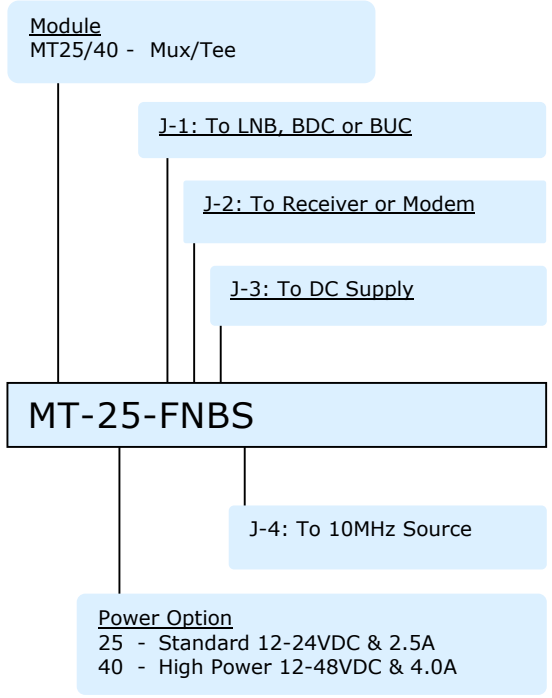 Module
MT25/40 - Mux/Tee
J-1: To LNB, BDC or BUC
J-2: To Receiver or Modem
J-3: To DC Supply
MT-25-FNBS
J-4: To 10MHz Source
Power Option
25 - Standard 12-24VDC & 2.5A
40 - High Power 12-48VDC & 4.0A